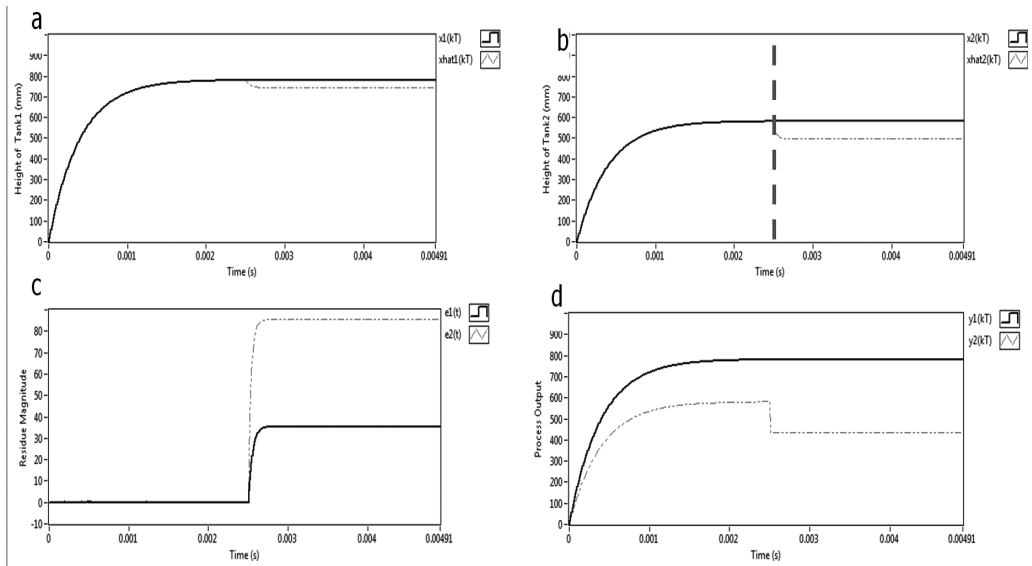 a
x1(kT)
xhat1(kT)
Height of Tank1 (mm)
900
800
700
600
500
400
300
200
100
0
0 0.001 0.002 0.003 0.004 0.00491
Time (s)
b
x2(kT)
xhat2(kT)
Height of Tank2 (mm)
900
800
700
600
500
400
300
200
100
0
0 0.001 0.002 0.003 0.004 0.00491
Time (s)
c
e1(t)
e2(t)
Residue Magnitude
80
70
60
50
40
30
20
10
0
-10
0 0.001 0.002 0.003 0.004 0.00491
Time (s)
d
y1(kT)
y2(kT)
Process Output
900
800
700
600
500
400
300
200
100
0
0 0.001 0.002 0.003 0.004 0.00491
Time (s)